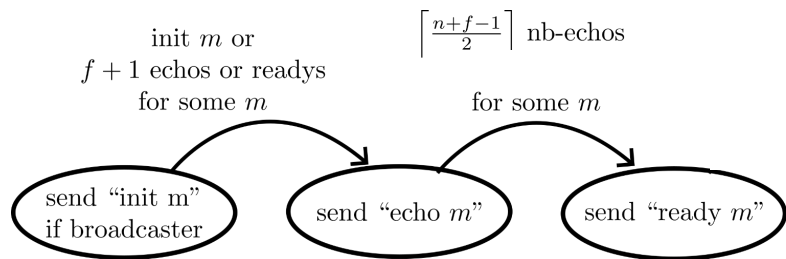 init m or
f + 1 echos or readys
for some m
⌈(n+f−1)/2⌉ nb-echos
for some m
send “init m”
if broadcaster
send “echo m”
send “ready m”